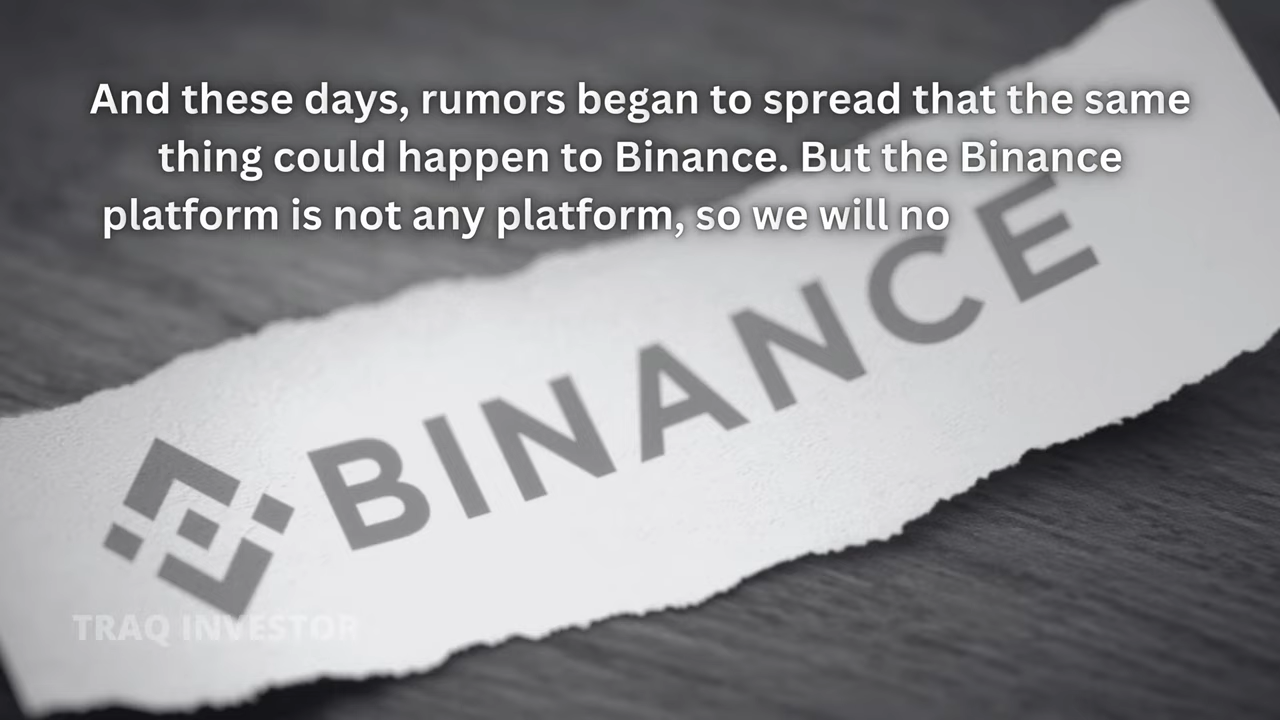 And these days, rumors began to spread that the same
thing could happen to Binance. But the Binance
platform is not any platform, so we will no
BINANCE
TRAQ INVESTOR